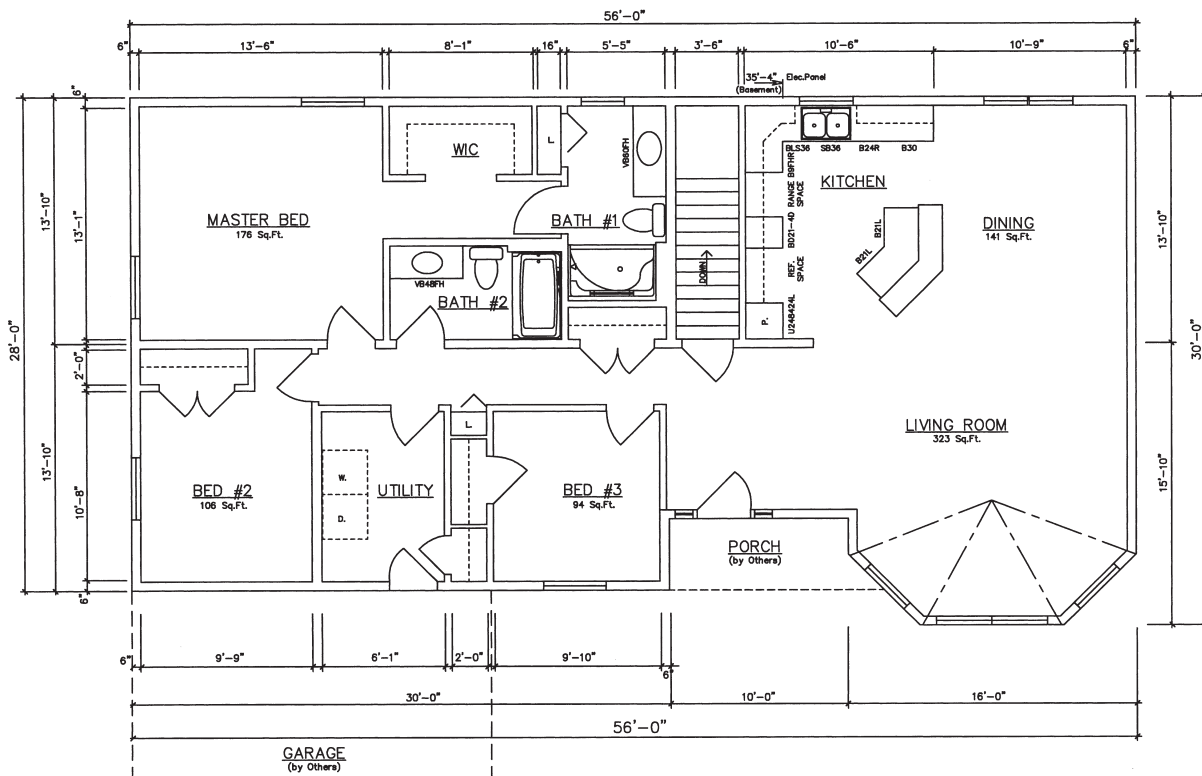 56'-0"
6"
13'-6"
8'-1"
16"
5'-5"
3'-6"
10'-6"
10'-9"
6"
35'-4"
(Basement)
Elec.Panel
6"
WIC
L.
VB60FH
BLS36
SB36
B24R
B30
B9FHR
KITCHEN
RANGE
SPACE
MASTER BED
176 Sq.Ft.
BATH #1
DINING
141 Sq.Ft.
13'-10"
13'-1"
13'-10"
B21L
B21L
BD21-4D
REF.
SPACE
DOWN
VB48FH
BATH #2
U248424L
P.
28'-0"
30'-0"
2'-0"
L.
LIVING ROOM
323 Sq.Ft.
13'-10"
10'-8"
15'-10"
W.
D.
BED #2
106 Sq.Ft.
UTILITY
BED #3
94 Sq.Ft.
PORCH
(by Others)
6"
6"
9'-9"
6'-1"
2'-0"
9'-10"
6"
30'-0"
10'-0"
16'-0"
56'-0"
GARAGE
(by Others)